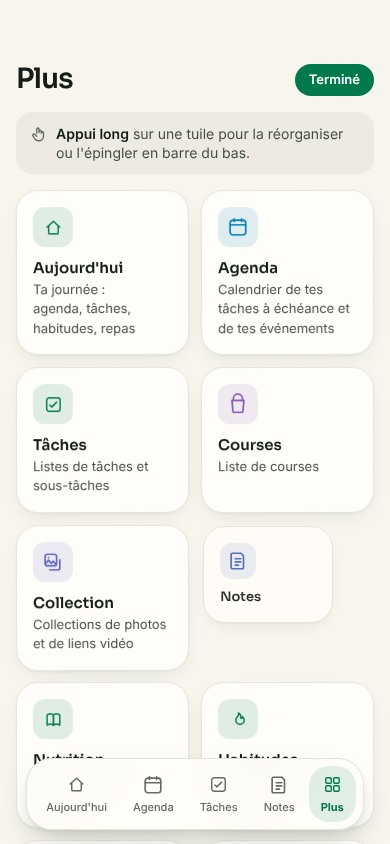 Plus
Terminé
Appui long sur une tuile pour la réorganiser
ou l'épingler en barre du bas.
Aujourd'hui
Ta journée :
agenda, tâches,
habitudes, repas
Agenda
Calendrier de tes
tâches à échéance et
de tes événements
Tâches
Listes de tâches et
sous-tâches
Courses
Liste de courses
Collection
Collections de photos
et de liens vidéo
Notes
Nutrition
Habitudes
Aujourd'hui
Agenda
Tâches
Notes
Plus